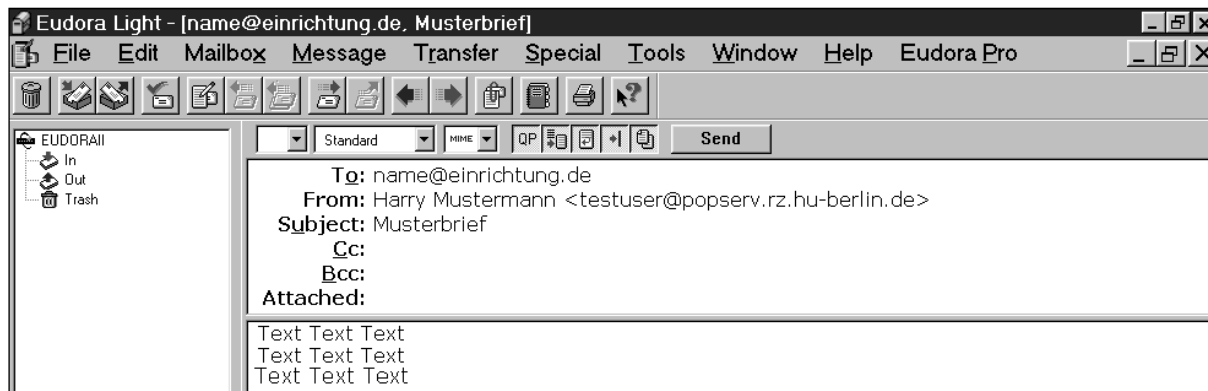 Eudora Light - [name@einrichtung.de, Musterbrief]
File Edit Mailbox Message Transfer Special Tools Window Help Eudora Pro
EUDORAII
In
Out
Trash
Standard MIME QP Send
To: name@einrichtung.de
From: Harry Mustermann <testuser@popserv.rz.hu-berlin.de>
Subject: Musterbrief
Cc:
Bcc:
Attached:
Text Text Text
Text Text Text
Text Text Text